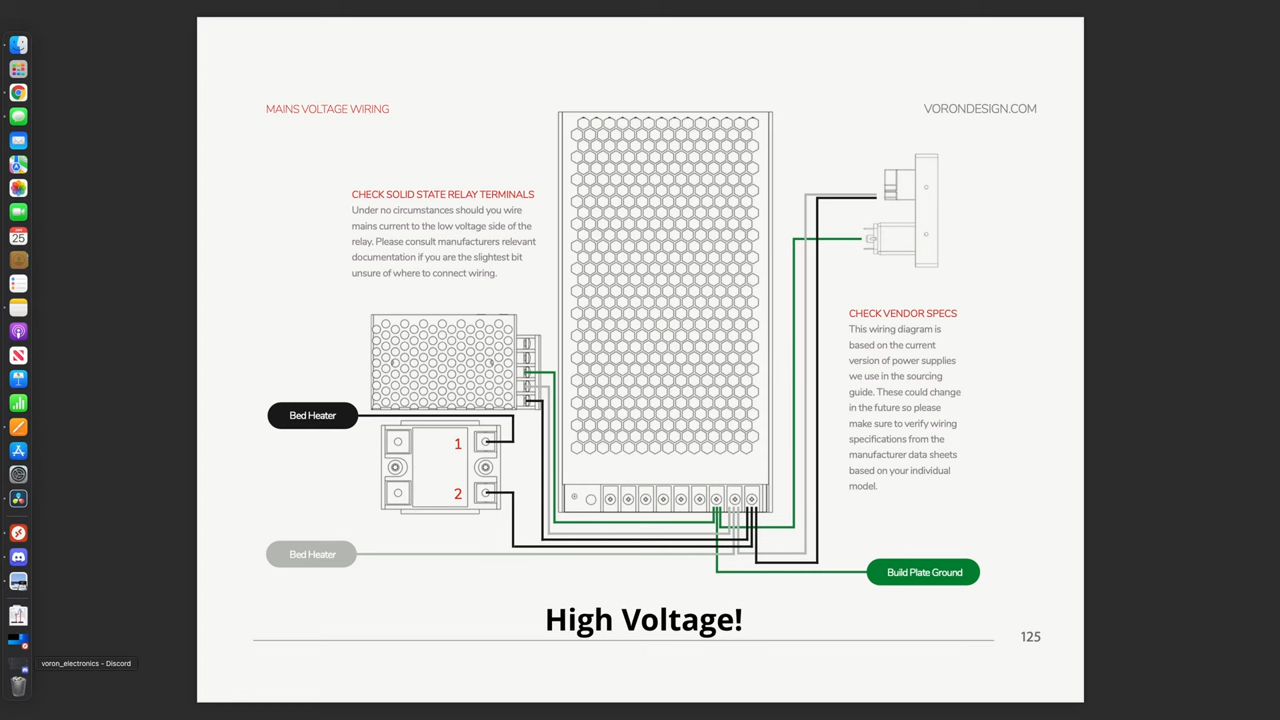 MAINS VOLTAGE WIRING
VORONDESIGN.COM
CHECK SOLID STATE RELAY TERMINALS
Under no circumstances should you wire
mains current to the low voltage side of the
relay. Please consult manufacturers relevant
documentation if you are the slightest bit
unsure of where to connect wiring.
CHECK VENDOR SPECS
This wiring diagram is
based on the current
version of power supplies
we use in the sourcing
guide. These could change
in the future so please
make sure to verify wiring
specifications from the
manufacturer data sheets
based on your individual
model.
Bed Heater
1
2
Bed Heater
Build Plate Ground
High Voltage!
125
25
voron_electronics - Discord